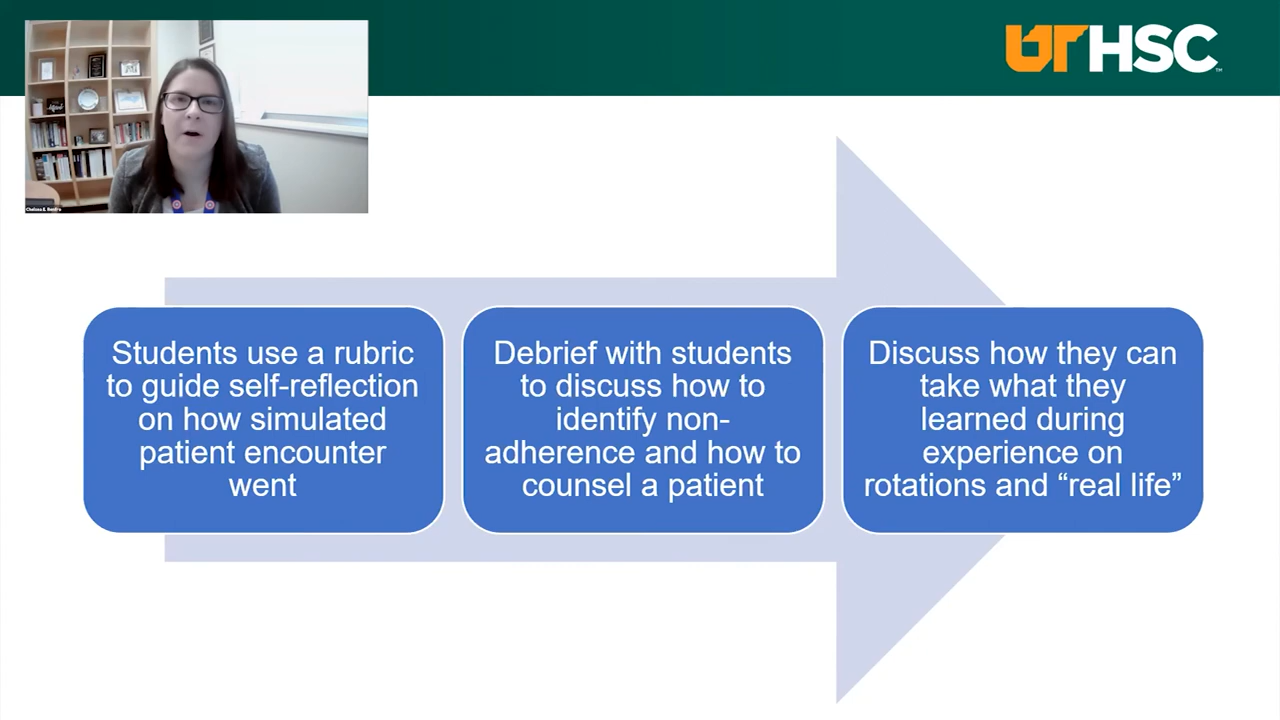 UTHSC
Chelsea E. Renfro
Students use a rubric
to guide self-reflection
on how simulated
patient encounter
went
Debrief with students
to discuss how to
identify non-
adherence and how to
counsel a patient
Discuss how they can
take what they
learned during
experience on
rotations and “real life”